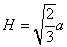 H = √(2/3) a